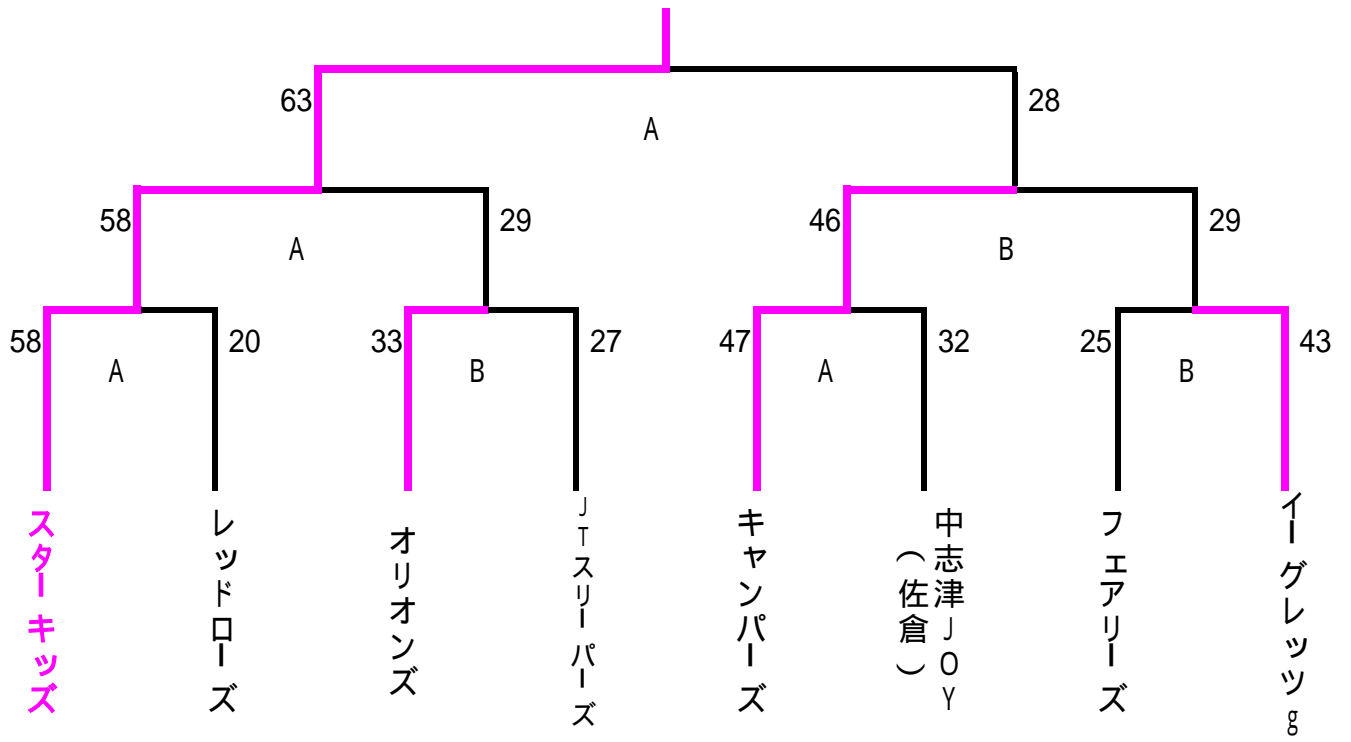 63
28
A
58
29
46
29
A
B
58
20
33
27
47
32
25
43
A
B
A
B
スターキッズ
レッドローズ
オリオンズ
JTスリーパーズ
キャンパーズ
中志津JOY
(佐倉)
フェアリーズ
イーグレッツg